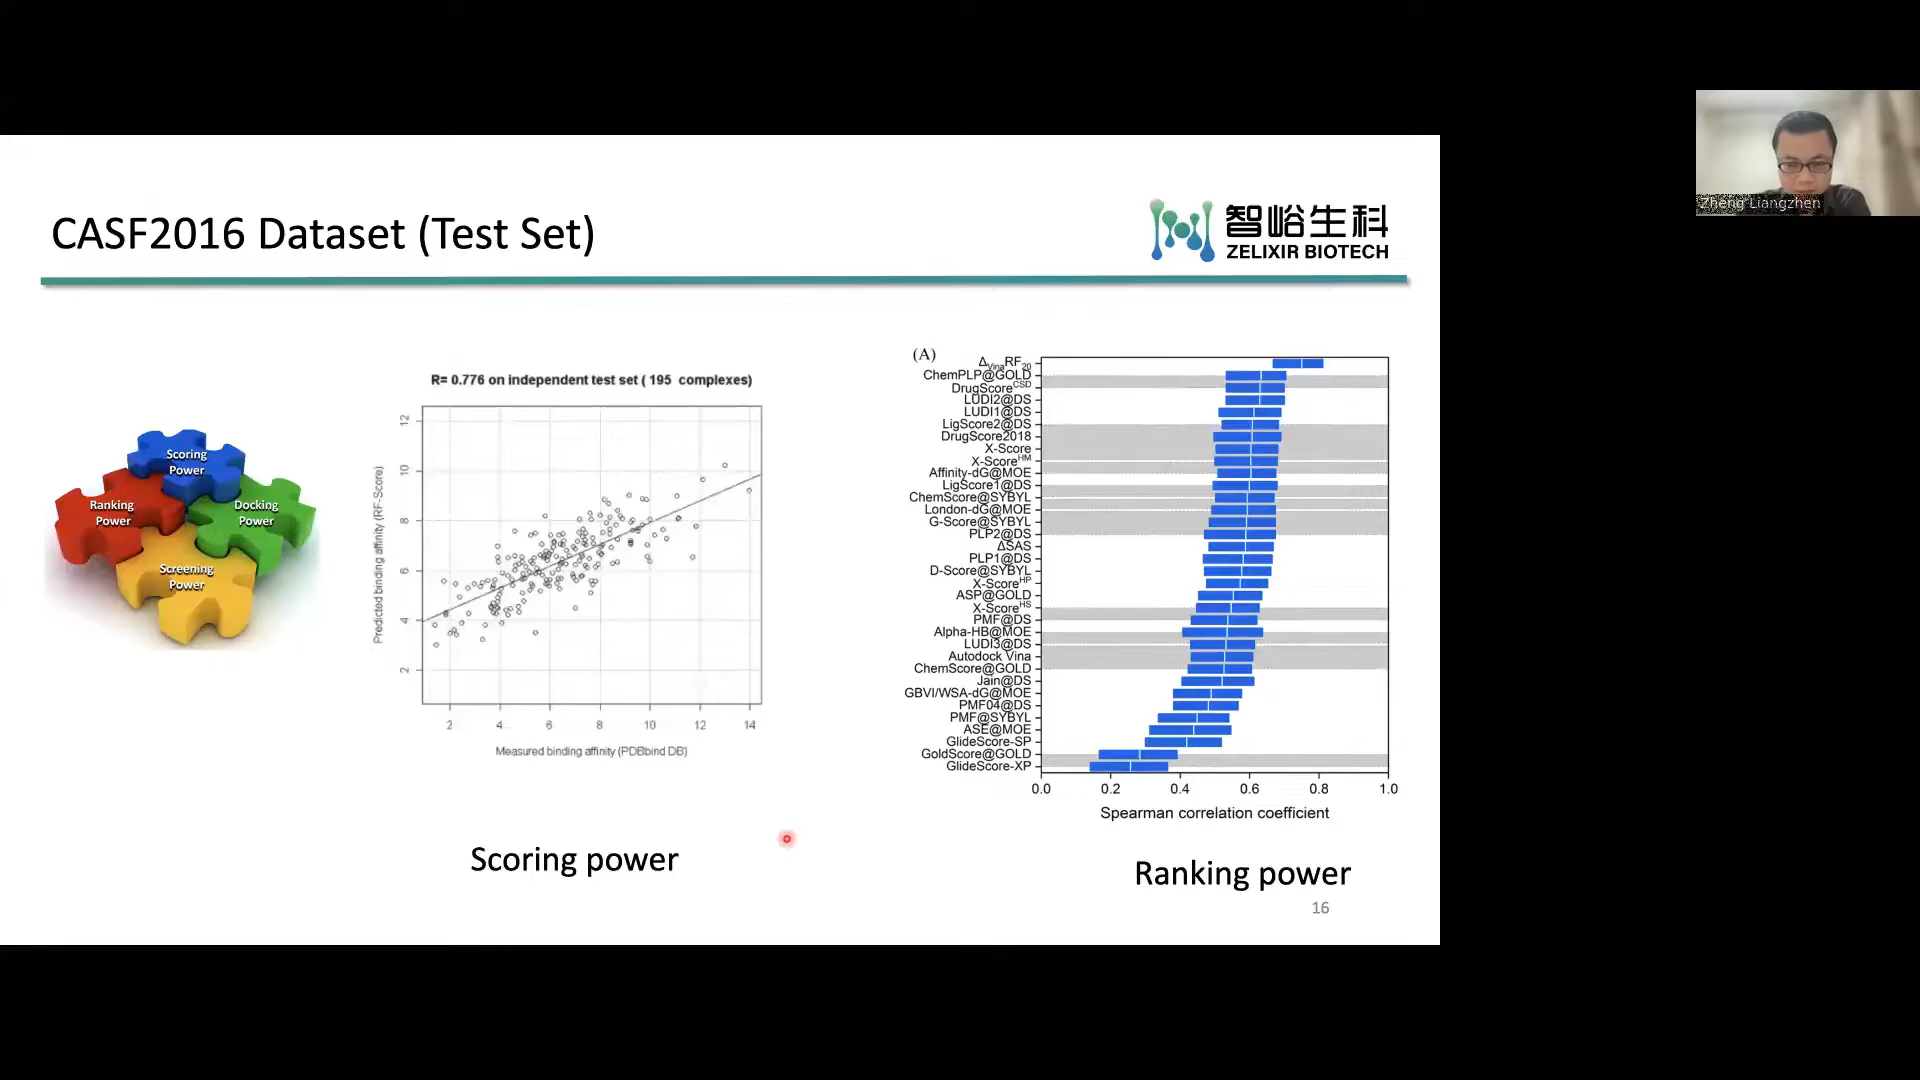 CASF2016 Dataset (Test Set)
智峪生科
ZELIXIR BIOTECH
Zheng Liangzhen
Scoring
Power
Ranking
Power
Docking
Power
Screening
Power
R= 0.776 on independent test set ( 195 complexes)
Predicted binding affinity (RF-Score)
12
10
8
6
4
2
2 4 6 8 10 12 14
Measured binding affinity (PDBbind DB)
Scoring power
(A)
ΔVinaRF20
ChemPLP@GOLD
DrugScoreCSD
LUDI2@DS
LUDI1@DS
LigScore2@DS
DrugScore2018
X-Score
X-ScoreHM
Affinity-dG@MOE
LigScore1@DS
ChemScore@SYBYL
London-dG@MOE
G-Score@SYBYL
PLP2@DS
ΔSAS
PLP1@DS
D-Score@SYBYL
X-ScoreHP
ASP@GOLD
X-ScoreHS
PMF@DS
Alpha-HB@MOE
LUDI3@DS
Autodock Vina
ChemScore@GOLD
Jain@DS
GBVI/WSA-dG@MOE
PMF04@DS
PMF@SYBYL
ASE@MOE
GlideScore-SP
GoldScore@GOLD
GlideScore-XP
0.0 0.2 0.4 0.6 0.8 1.0
Spearman correlation coefficient
Ranking power
16